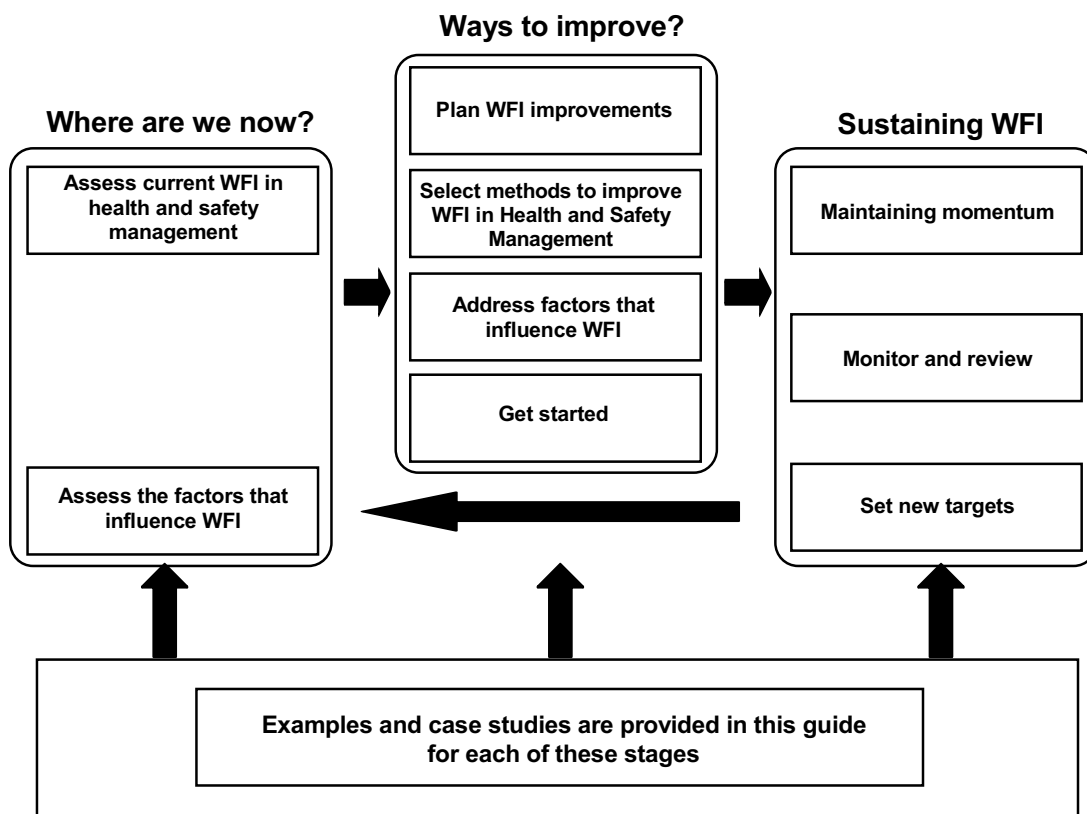 Ways to improve?
Where are we now?
Sustaining WFI
Assess current WFI in
health and safety
management
Assess the factors that
influence WFI
Plan WFI improvements
Select methods to improve
WFI in Health and Safety
Management
Address factors that
influence WFI
Get started
Maintaining momentum
Monitor and review
Set new targets
Examples and case studies are provided in this guide
for each of these stages